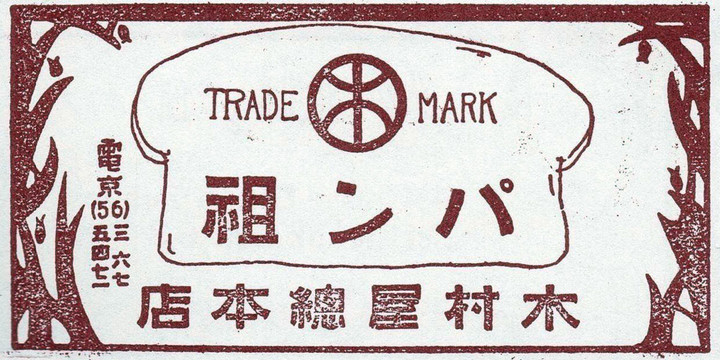 TRADE MARK
パン祖
木村屋總本店
電京(56)
三六七
五四七一